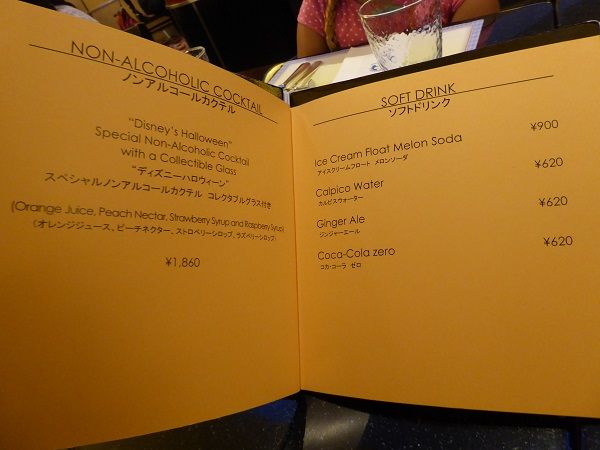 NON-ALCOHOLIC COCKTAIL
ノンアルコールカクテル
"Disney's Halloween"
Special Non-Alcoholic Cocktail
with a Collectible Glass
"ディズニーハロウィーン"
スペシャルノンアルコールカクテル コレクタブルグラス付き
(Orange Juice, Peach Nectar, Strawberry Syrup and Raspberry Syrup)
(オレンジジュース、ピーチネクター、ストロベリーシロップ、ラズベリーシロップ)
¥1,860
SOFT DRINK
ソフトドリンク
Ice Cream Float Melon Soda ¥900
アイスクリームフロート メロンソーダ
Calpico Water ¥620
カルピスウォーター
Ginger Ale ¥620
ジンジャーエール
Coca-Cola zero ¥620
コカ・コーラ ゼロ